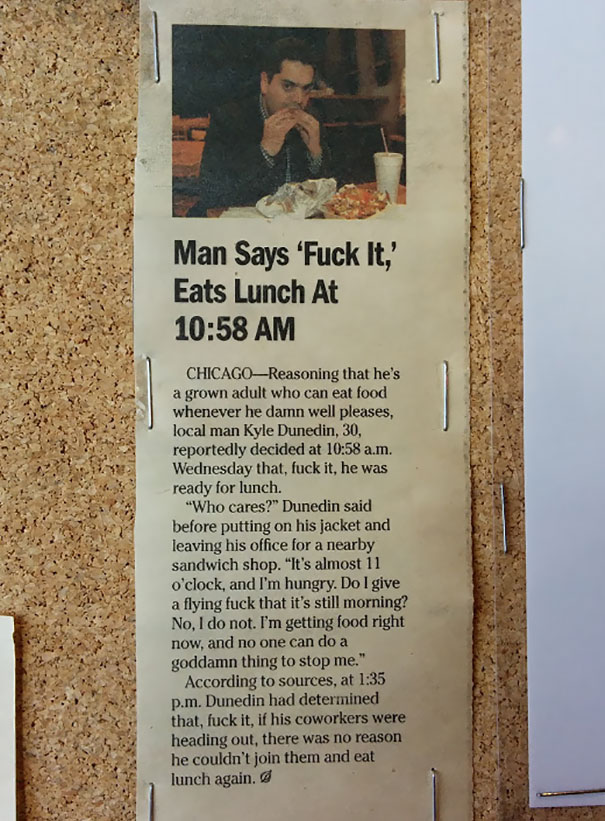 Man Says ‘Fuck It,’
Eats Lunch At
10:58 AM
CHICAGO—Reasoning that he’s
a grown adult who can eat food
whenever he damn well pleases,
local man Kyle Dunedin, 30,
reportedly decided at 10:58 a.m.
Wednesday that, fuck it, he was
ready for lunch.
“Who cares?” Dunedin said
before putting on his jacket and
leaving his office for a nearby
sandwich shop. “It’s almost 11
o’clock, and I’m hungry. Do I give
a flying fuck that it’s still morning?
No, I do not. I’m getting food right
now, and no one can do a
goddamn thing to stop me.”
According to sources, at 1:35
p.m. Dunedin had determined
that, fuck it, if his coworkers were
heading out, there was no reason
he couldn’t join them and eat
lunch again.